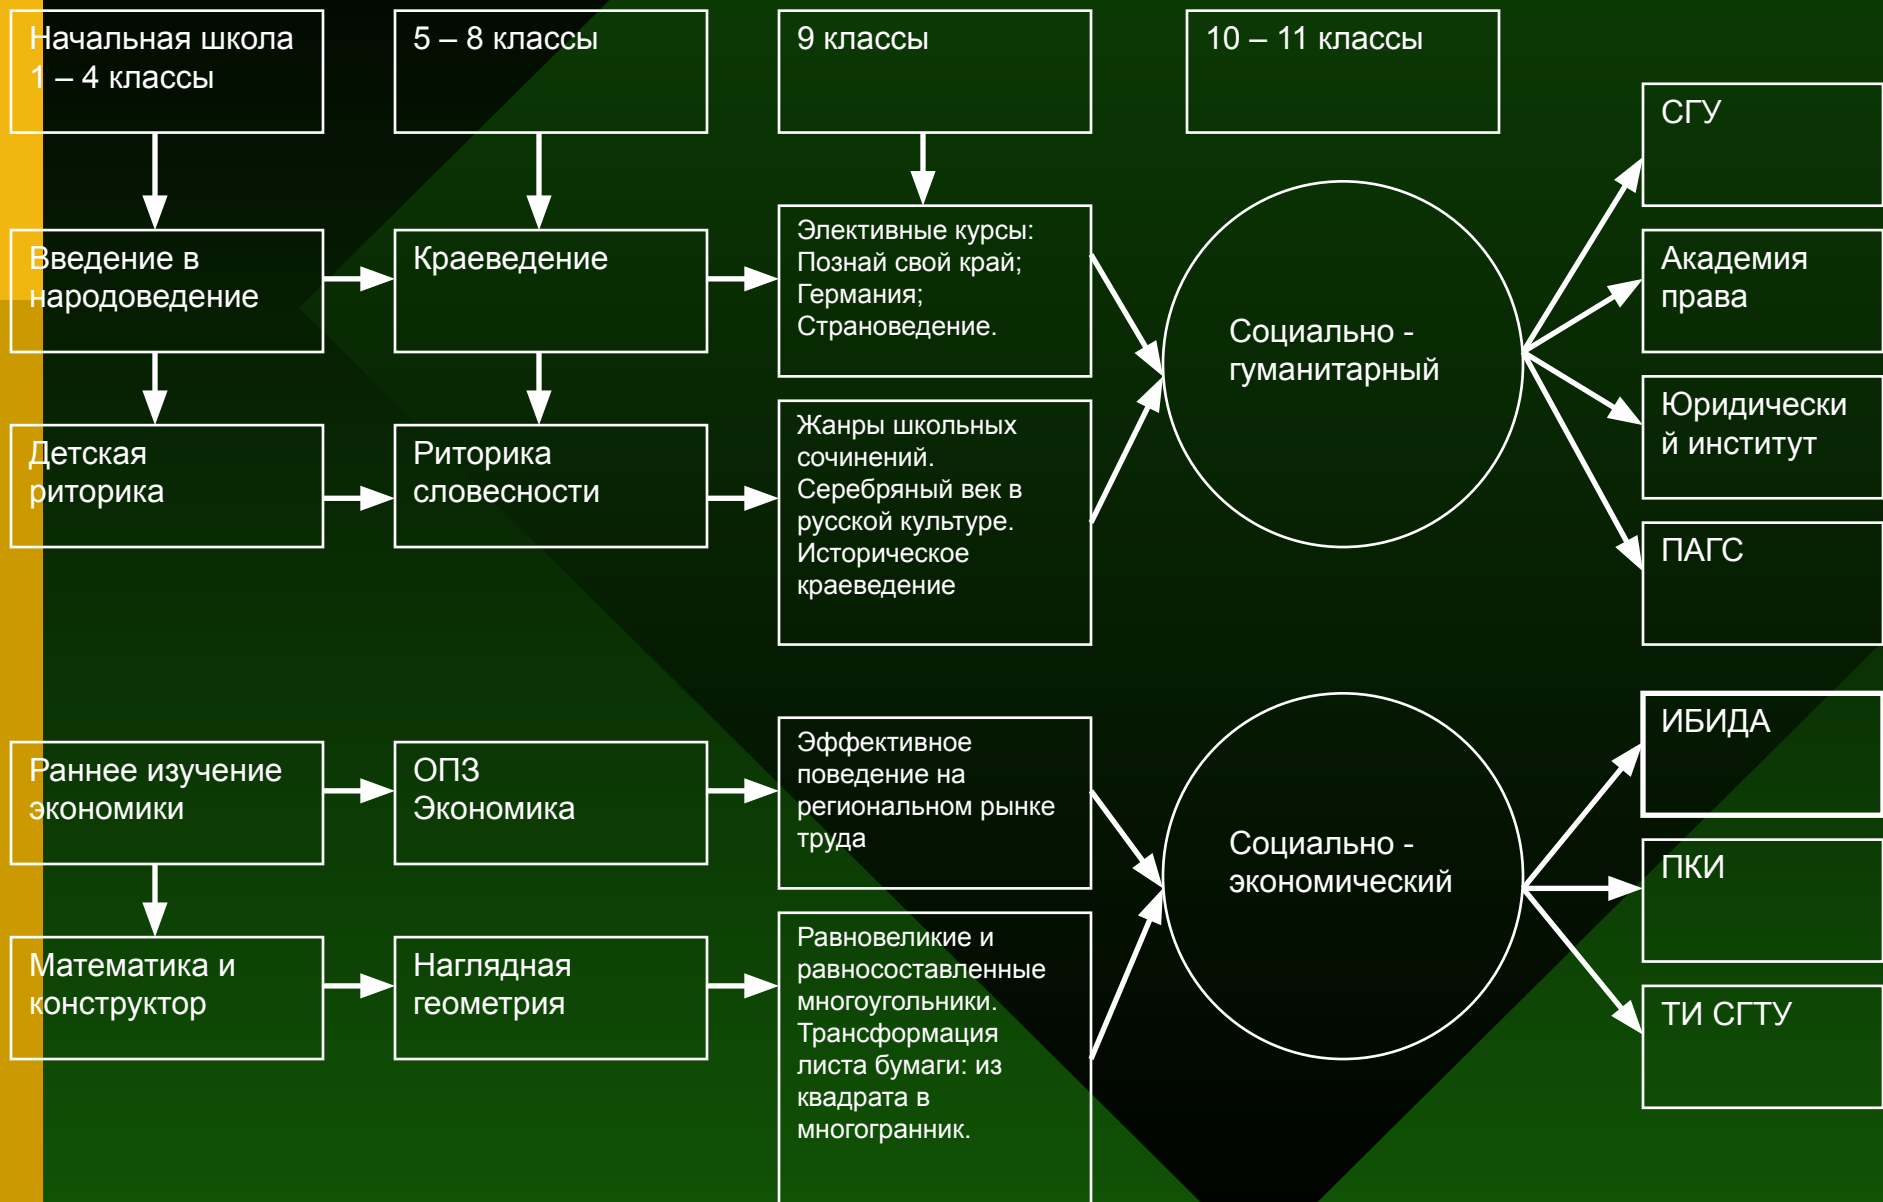 Начальная школа
1 – 4 классы
5 – 8 классы
9 классы
10 – 11 классы
СГУ
Введение в
народоведение
Краеведение
Элективные курсы:
Познай свой край;
Германия;
Страноведение.
Социально -
гуманитарный
Академия
права
Детская
риторика
Риторика
словесности
Жанры школьных
сочинений.
Серебряный век в
русской культуре.
Историческое
краеведение
Юридически
й институт
ПАГС
Раннее изучение
экономики
ОПЗ
Экономика
Эффективное
поведение на
региональном рынке
труда
Социально -
экономический
ИБИДА
ПКИ
Математика и
конструктор
Наглядная
геометрия
Равновеликие и
равносоставленные
многоугольники.
Трансформация
листа бумаги: из
квадрата в
многогранник.
ТИ СГТУ